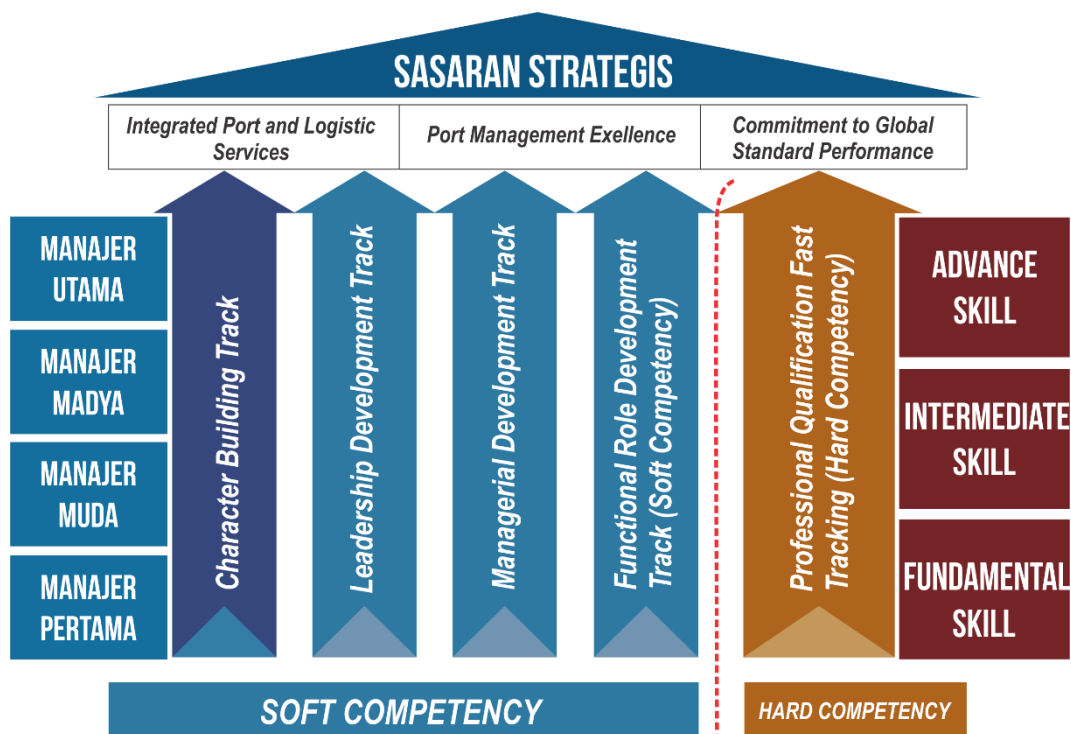 SASARAN STRATEGIS
Integrated Port and Logistic
Services
Port Management Exellence
Commitment to Global
Standard Performance
MANAJER
UTAMA
MANAJER
MADYA
MANAJER
MUDA
MANAJER
PERTAMA
Character Building Track
Leadership Development Track
Managerial Development Track
Functional Role Development
Track (Soft Competency)
Professional Qualification Fast
Tracking (Hard Competency)
ADVANCE
SKILL
INTERMEDIATE
SKILL
FUNDAMENTAL
SKILL
SOFT COMPETENCY
HARD COMPETENCY